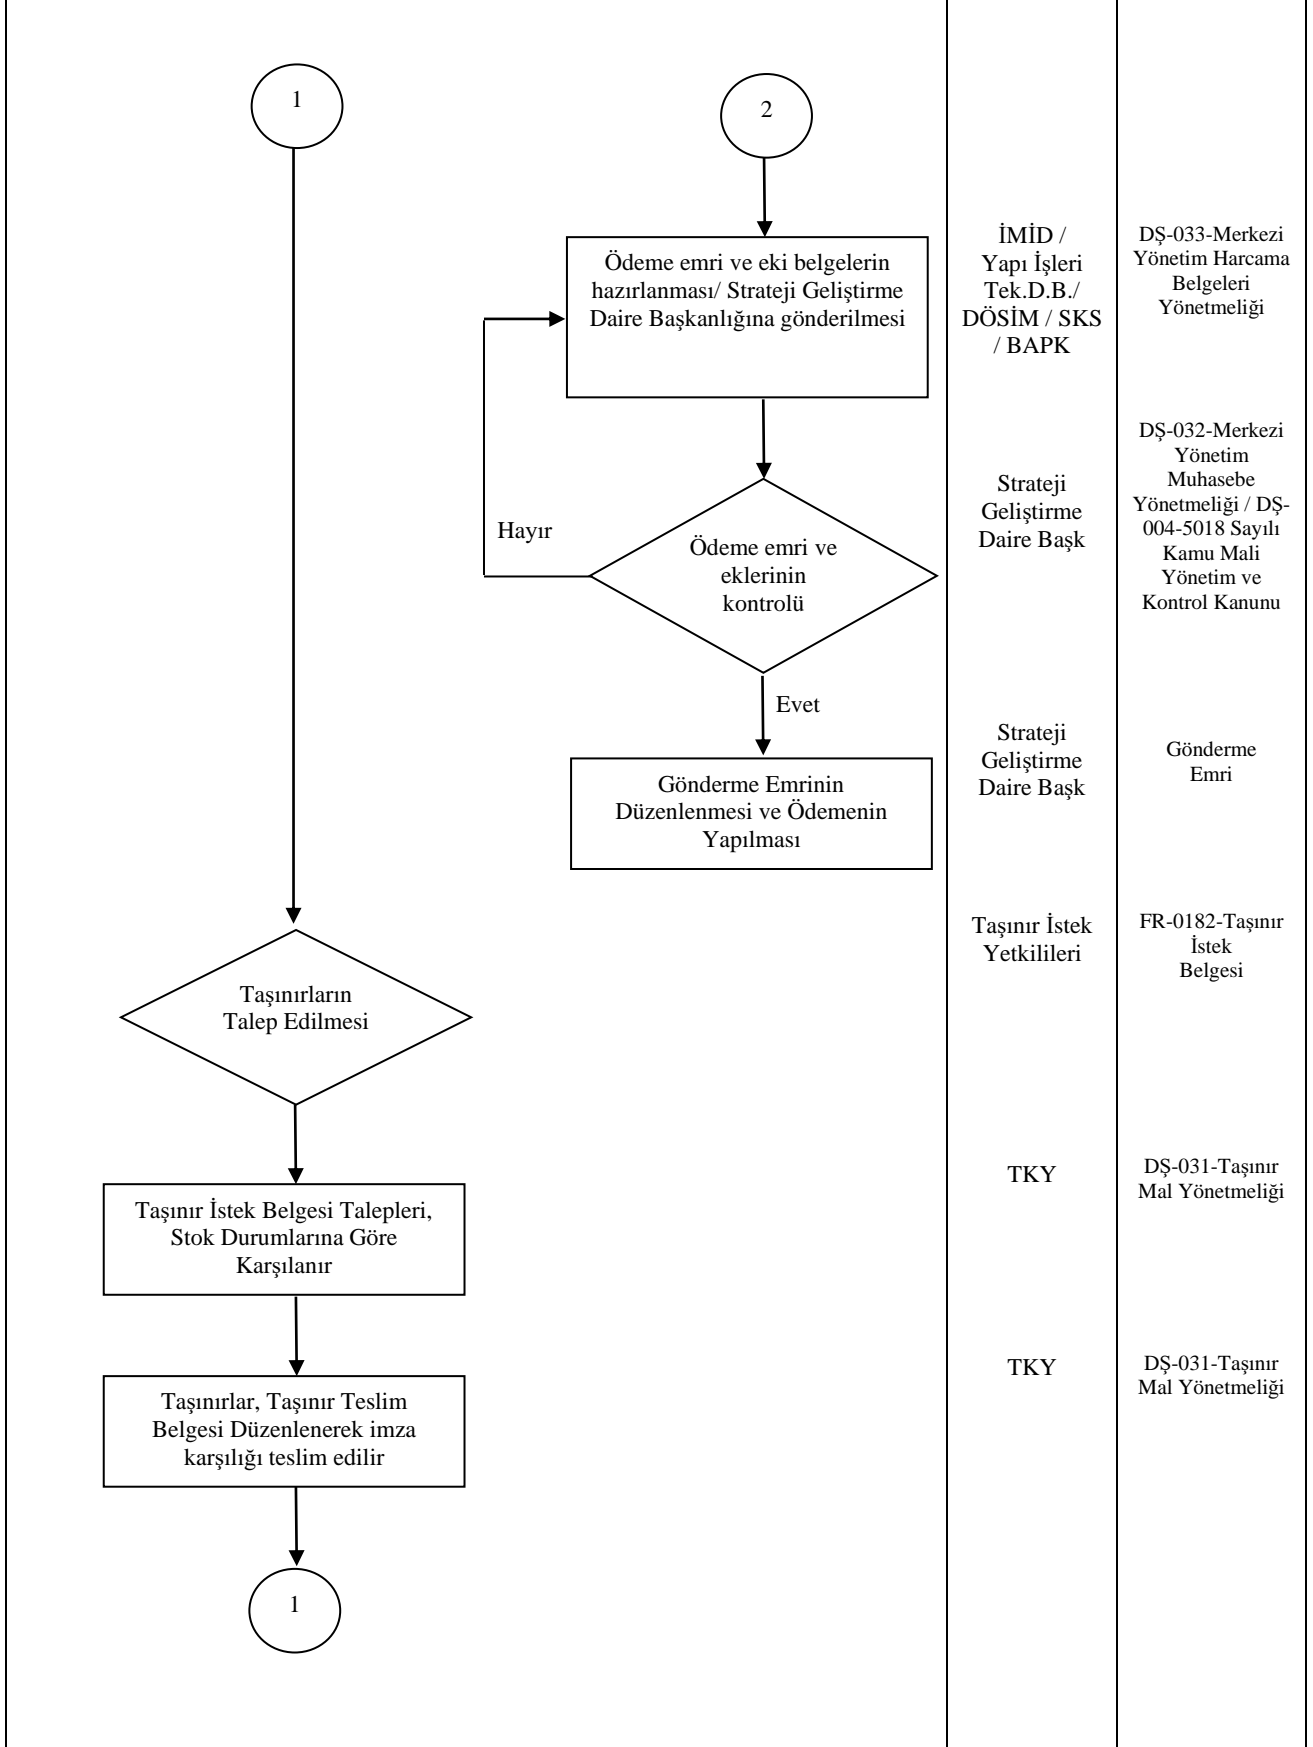 1
2
Ödeme emri ve eki belgelerin
hazırlanması/ Strateji Geliştirme
Daire Başkanlığına gönderilmesi
İMİD /
Yapı İşleri
Tek.D.B./
DÖSİM / SKS
/ BAPK
DŞ-033-Merkezi
Yönetim Harcama
Belgeleri
Yönetmeliği
Hayır
Ödeme emri ve
eklerinin
kontrolü
Strateji
Geliştirme
Daire Başk
DŞ-032-Merkezi
Yönetim
Muhasebe
Yönetmeliği / DŞ-
004-5018 Sayılı
Kamu Mali
Yönetim ve
Kontrol Kanunu
Evet
Gönderme Emrinin
Düzenlenmesi ve Ödemenin
Yapılması
Strateji
Geliştirme
Daire Başk
Gönderme
Emri
Taşınırların
Talep Edilmesi
Taşınır İstek
Yetkilileri
FR-0182-Taşınır
İstek
Belgesi
Taşınır İstek Belgesi Talepleri,
Stok Durumlarına Göre
Karşılanır
TKY
DŞ-031-Taşınır
Mal Yönetmeliği
Taşınırlar, Taşınır Teslim
Belgesi Düzenlenerek imza
karşılığı teslim edilir
TKY
DŞ-031-Taşınır
Mal Yönetmeliği
1